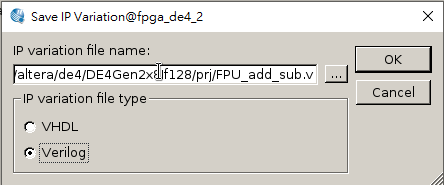 Save IP Variation@fpga_de4_2
IP variation file name:
/altera/de4/DE4Gen2x8If128/prj/FPU_add_sub.v
...
OK
Cancel
IP variation file type
VHDL
Verilog